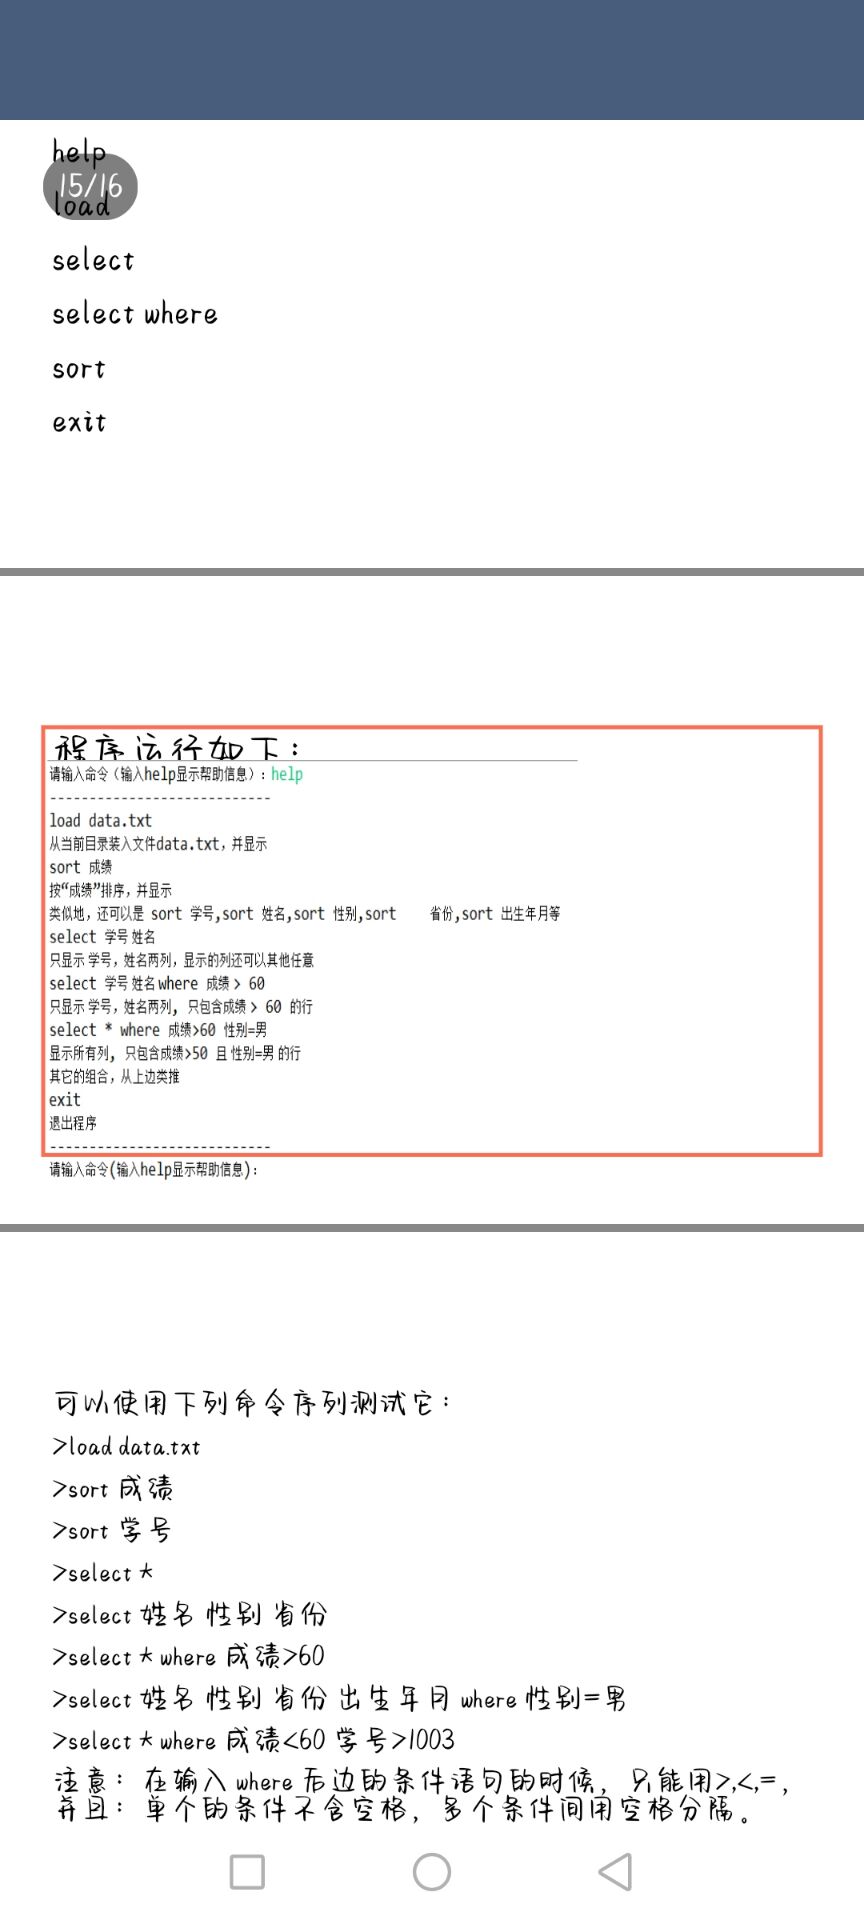 help
15/16
load
select
select where
sort
exit
程序运行如下：
请输入命令（输入help显示帮助信息）：help
---------------------------
load data.txt
从当前目录装入文件data.txt，并显示
sort 成绩
按“成绩”排序，并显示
类似地，还可以是 sort 学号,sort 姓名,sort 性别,sort 省份,sort 出生年月等
select 学号 姓名
只显示 学号，姓名两列，显示的列还可以其他任意
select 学号 姓名 where 成绩 > 60
只显示 学号，姓名两列, 只包含成绩 > 60 的行
select * where 成绩>60 性别=男
显示所有列, 只包含成绩>50 且 性别=男 的行
其它的组合，从上边类推
exit
退出程序
---------------------------
请输入命令(输入help显示帮助信息):
可以使用下列命令序列测试它：
>load data.txt
>sort 成绩
>sort 学号
>select *
>select 姓名 性别 省份
>select * where 成绩>60
>select 姓名 性别 省份 出生年月 where 性别=男
>select * where 成绩<60 学号>1003
注意：在输入 where 后边的条件语句的时候，只能用>,<,=，
并且：单个的条件不含空格，多个条件间用空格分隔。